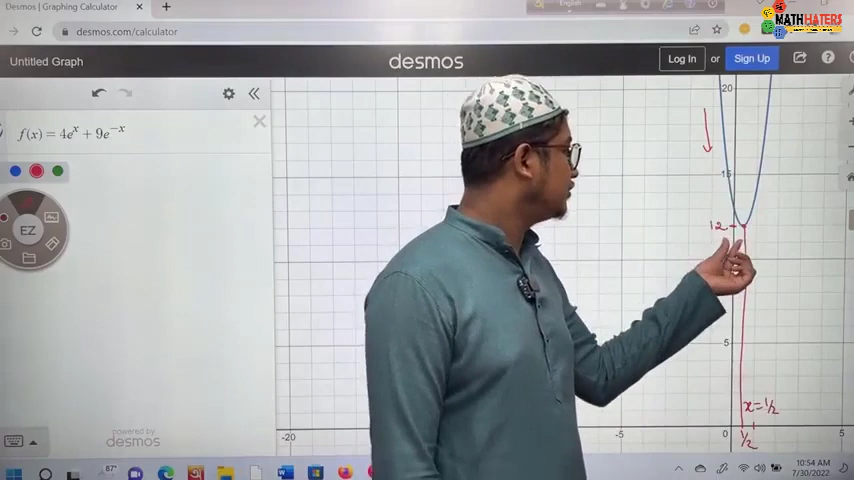 Desmos | Graphing Calculator
MATH HATERS
desmos.com/calculator
Untitled Graph
desmos
Log In or Sign Up
f(x) = 4e^x + 9e^{-x}
EZ
20
15
12
5
x=1/2
1/2
-20
-5
0
5
powered by
desmos
87°
10:54 AM
7/30/2022